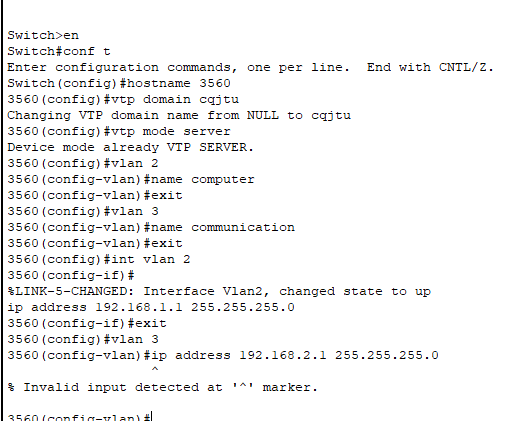 Switch>en
Switch#conf t
Enter configuration commands, one per line.  End with CNTL/Z.
Switch(config)#hostname 3560
3560(config)#vtp domain cqjtu
Changing VTP domain name from NULL to cqjtu
3560(config)#vtp mode server
Device mode already VTP SERVER.
3560(config)#vlan 2
3560(config-vlan)#name computer
3560(config-vlan)#exit
3560(config)#vlan 3
3560(config-vlan)#name communication
3560(config-vlan)#exit
3560(config)#int vlan 2
3560(config-if)#
%LINK-5-CHANGED: Interface Vlan2, changed state to up
ip address 192.168.1.1 255.255.255.0
3560(config-if)#exit
3560(config)#vlan 3
3560(config-vlan)#ip address 192.168.2.1 255.255.255.0
^
% Invalid input detected at '^' marker.
3560(config-vlan)#